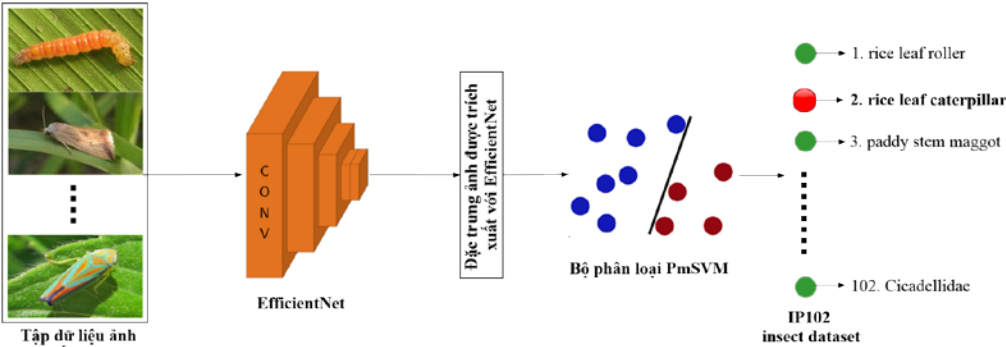 Tập dữ liệu ảnh
CONV
EfficientNet
Đặc trưng ảnh được trích
xuất với EfficientNet
Bộ phân loại PmSVM
1. rice leaf roller
2. rice leaf caterpillar
3. paddy stem maggot
102. Cicadellidae
IP102
insect dataset